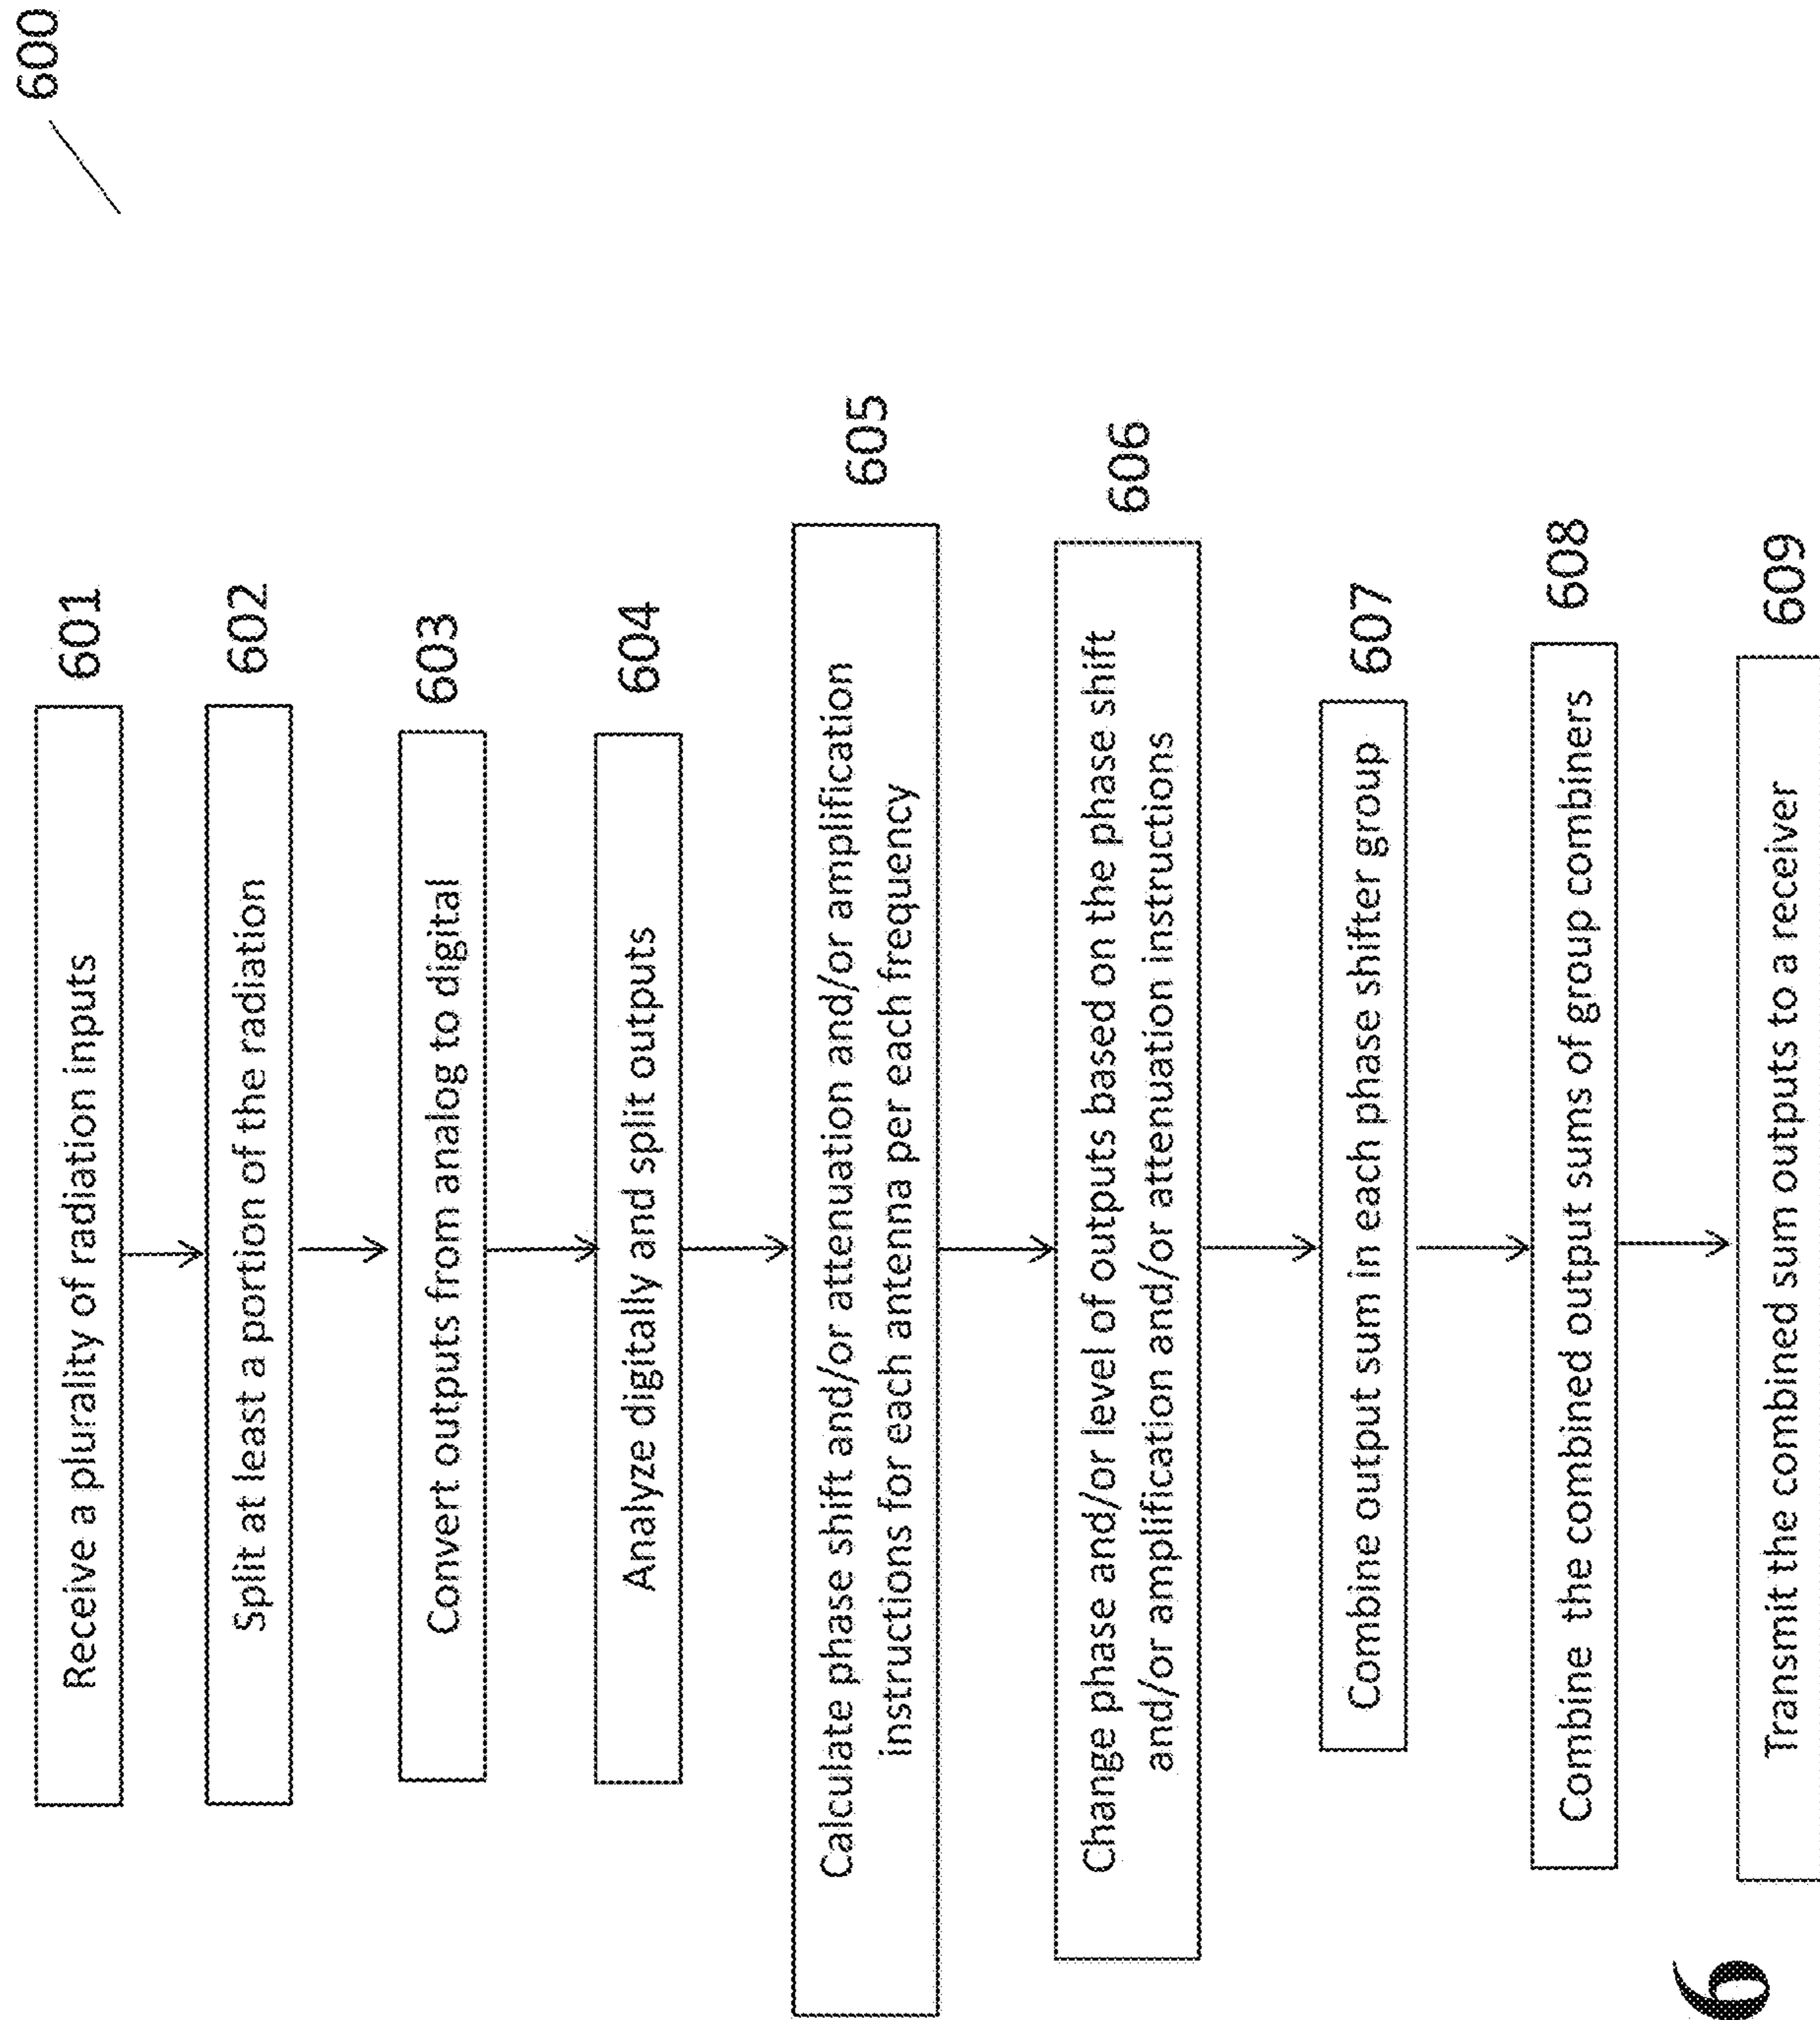 600
Receive a plurality of radiation inputs 601
Split at least a portion of the radiation 602
Convert outputs from analog to digital 603
Analyze digitally and split outputs 604
Calculate phase shift and/or attenuation and/or amplification
instructions for each antenna per each frequency 605
Change phase and/or level of outputs based on the phase shift
and/or amplification and/or attenuation instructions 606
Combine output sum in each phase shifter group 607
Combine the combined output sums of group combiners 608
Transmit the combined sum outputs to a receiver 609
6